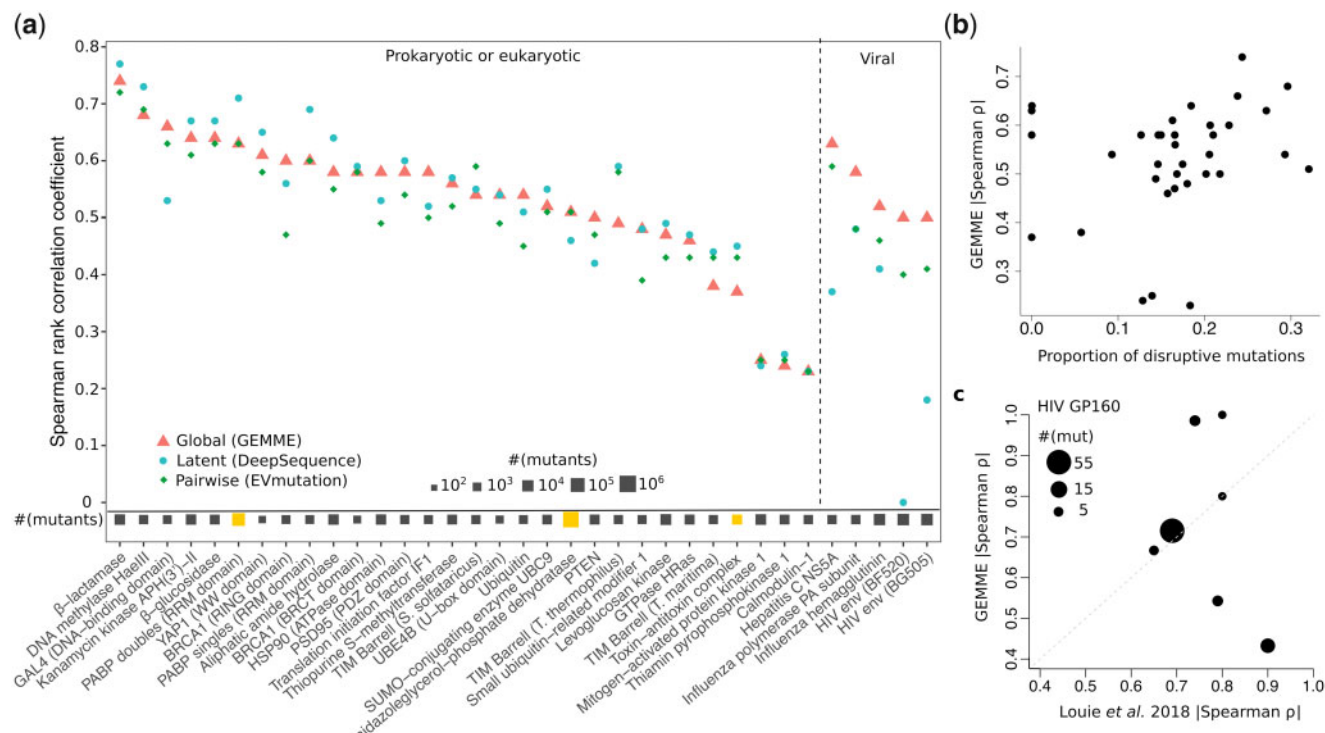 (a)
Prokaryotic or eukaryotic
Viral
Spearman rank correlation coefficient
0.8
0.7
0.6
0.5
0.4
0.3
0.2
0.1
0
Global (GEMME)
Latent (DeepSequence)
Pairwise (EVmutation)
#(mutants)
10^2 10^3 10^4 10^5 10^6
#(mutants)
β−lactamase
DNA methylase HaeIII
GAL4 (DNA−binding domain)
Kanamycin kinase APH(3')−II
β−glucosidase
PABP doubles (RRM domain)
YAP1 (WW domain)
BRCA1 (RING domain)
PABP singles (RRM domain)
Aliphatic amide hydrolase
BRCA1 (BRCT domain)
HSP90 (ATPase domain)
PSD95 (PDZ domain)
Translation initiation factor IF1
Thiopurine S−methyltransferase
TIM Barrell (S. solfataricus)
UBE4B (U−box domain)
Ubiquitin
SUMO−conjugating enzyme UBC9
idazoleglycerol−phosphate dehydratase
PTEN
TIM Barrell (T. thermophilus)
Small ubiquitin−related modifier 1
Levoglucosan kinase
GTPase HRas
TIM Barrell (T. maritima)
Toxin−antitoxin complex
Mitogen−activated protein kinase 1
Thiamin pyrophosphokinase 1
Calmodulin−1
Hepatitis C NS5A
Influenza polymerase PA subunit
Influenza hemagglutinin
HIV env (BF520)
HIV env (BG505)
(b)
GEMME |Spearman ρ|
0.7
0.6
0.5
0.4
0.3
0.0 0.1 0.2 0.3
Proportion of disruptive mutations
c
HIV GP160
#(mut)
55
15
5
GEMME |Spearman ρ|
1.0
0.9
0.8
0.7
0.6
0.5
0.4
0.4 0.5 0.6 0.7 0.8 0.9 1.0
Louie et al. 2018 |Spearman ρ|